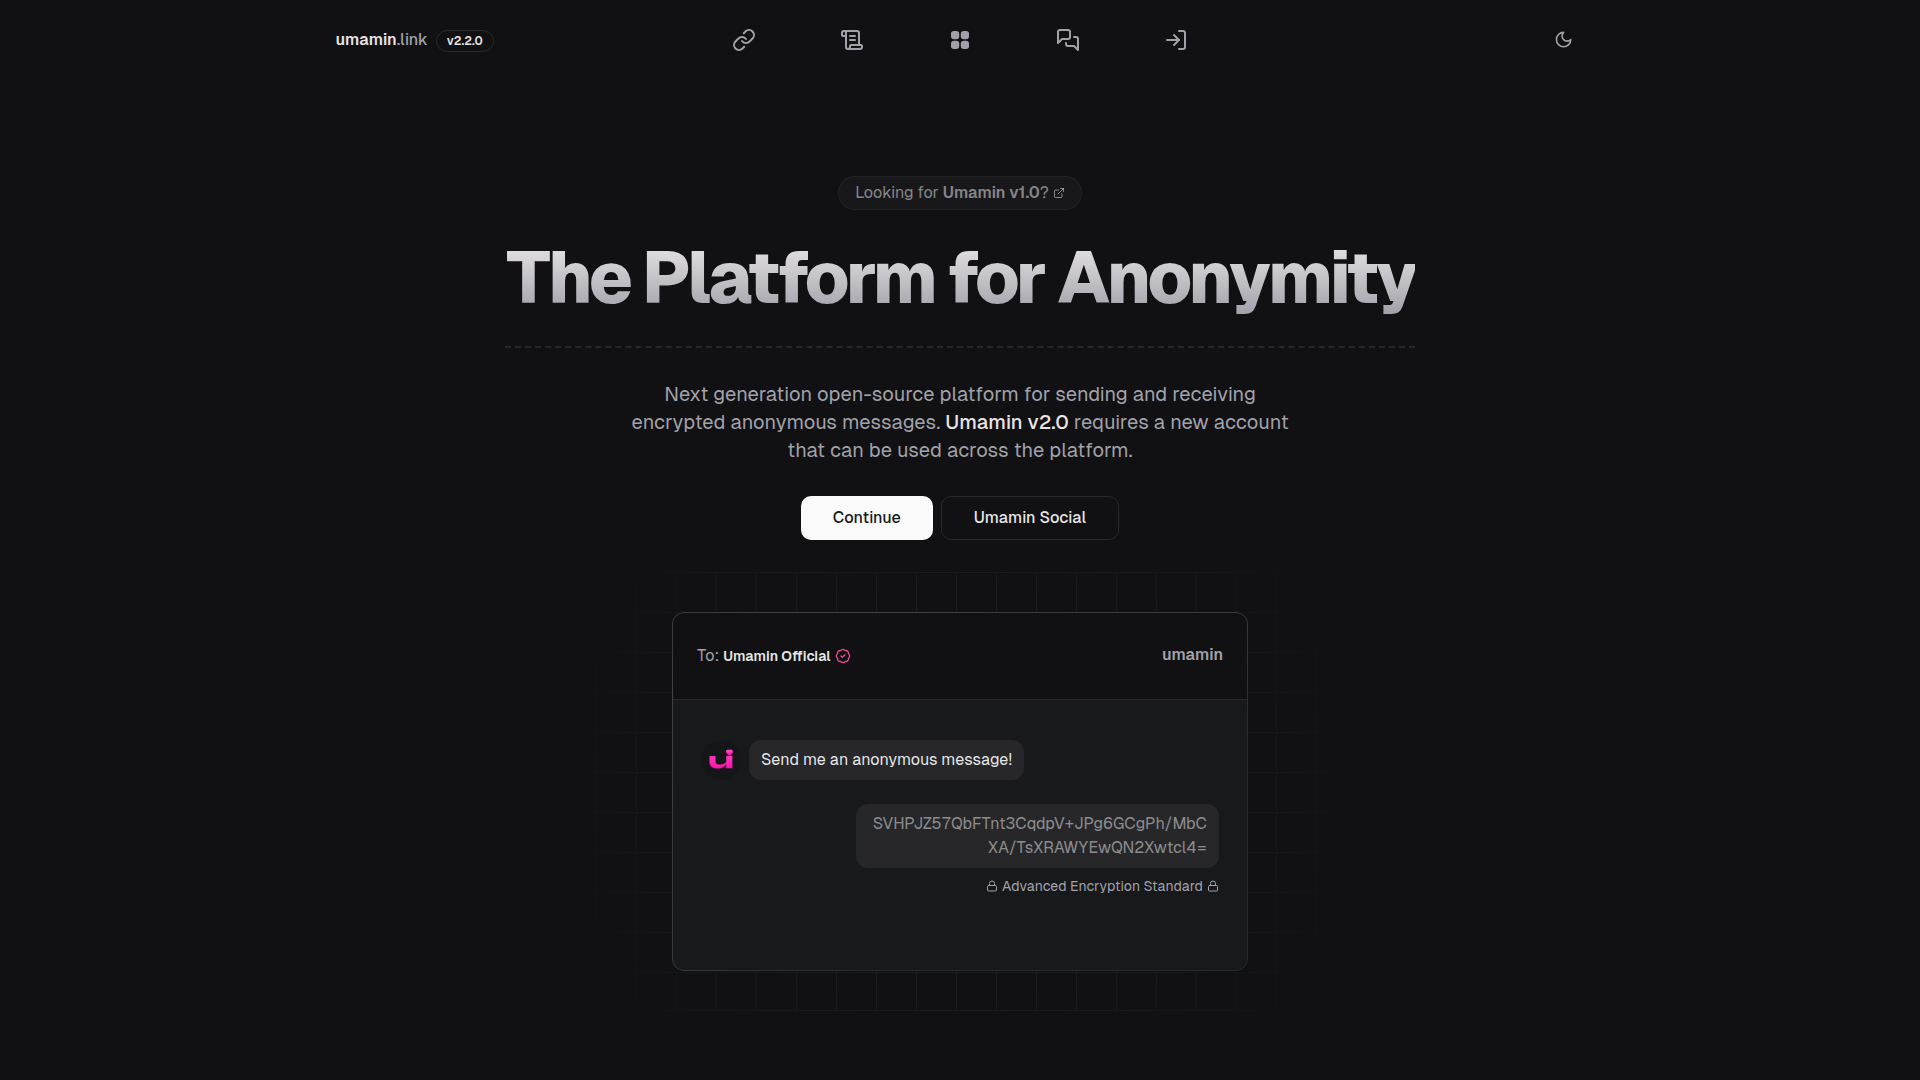 umamin.link v2.2.0
Looking for Umamin v1.0?
The Platform for Anonymity
Next generation open-source platform for sending and receiving
encrypted anonymous messages. Umamin v2.0 requires a new account
that can be used across the platform.
Continue
Umamin Social
To: Umamin Official
umamin
ui
Send me an anonymous message!
SVHPJZ57QbFTnt3CqdpV+JPg6GCgPh/MbC
XA/TsXRAWYEwQN2Xwtcl4=
Advanced Encryption Standard